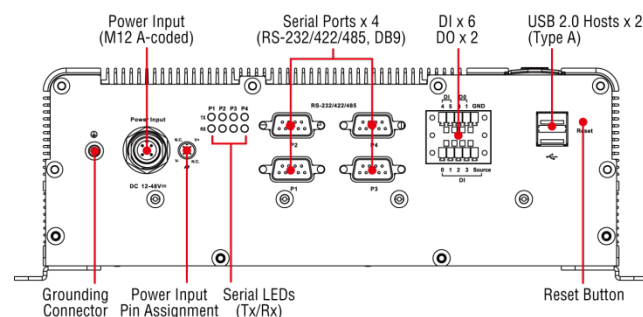 Power Input
(M12 A-coded)
Serial Ports x 4
(RS-232/422/485, DB9)
DI x 6
DO x 2
USB 2.0 Hosts x 2
(Type A)
P1 P2 P3 P4
TX
RX
RS-232/422/485
Power Input
N.C. V+
V- N.C.
DC 12-48V
P2
P4
P1
P3
DI DO
4 5 0 1 GND
0 1 2 3 Source
DI
Reset
Grounding
Connector
Power Input
Pin Assignment
Serial LEDs
(Tx/Rx)
Reset Button